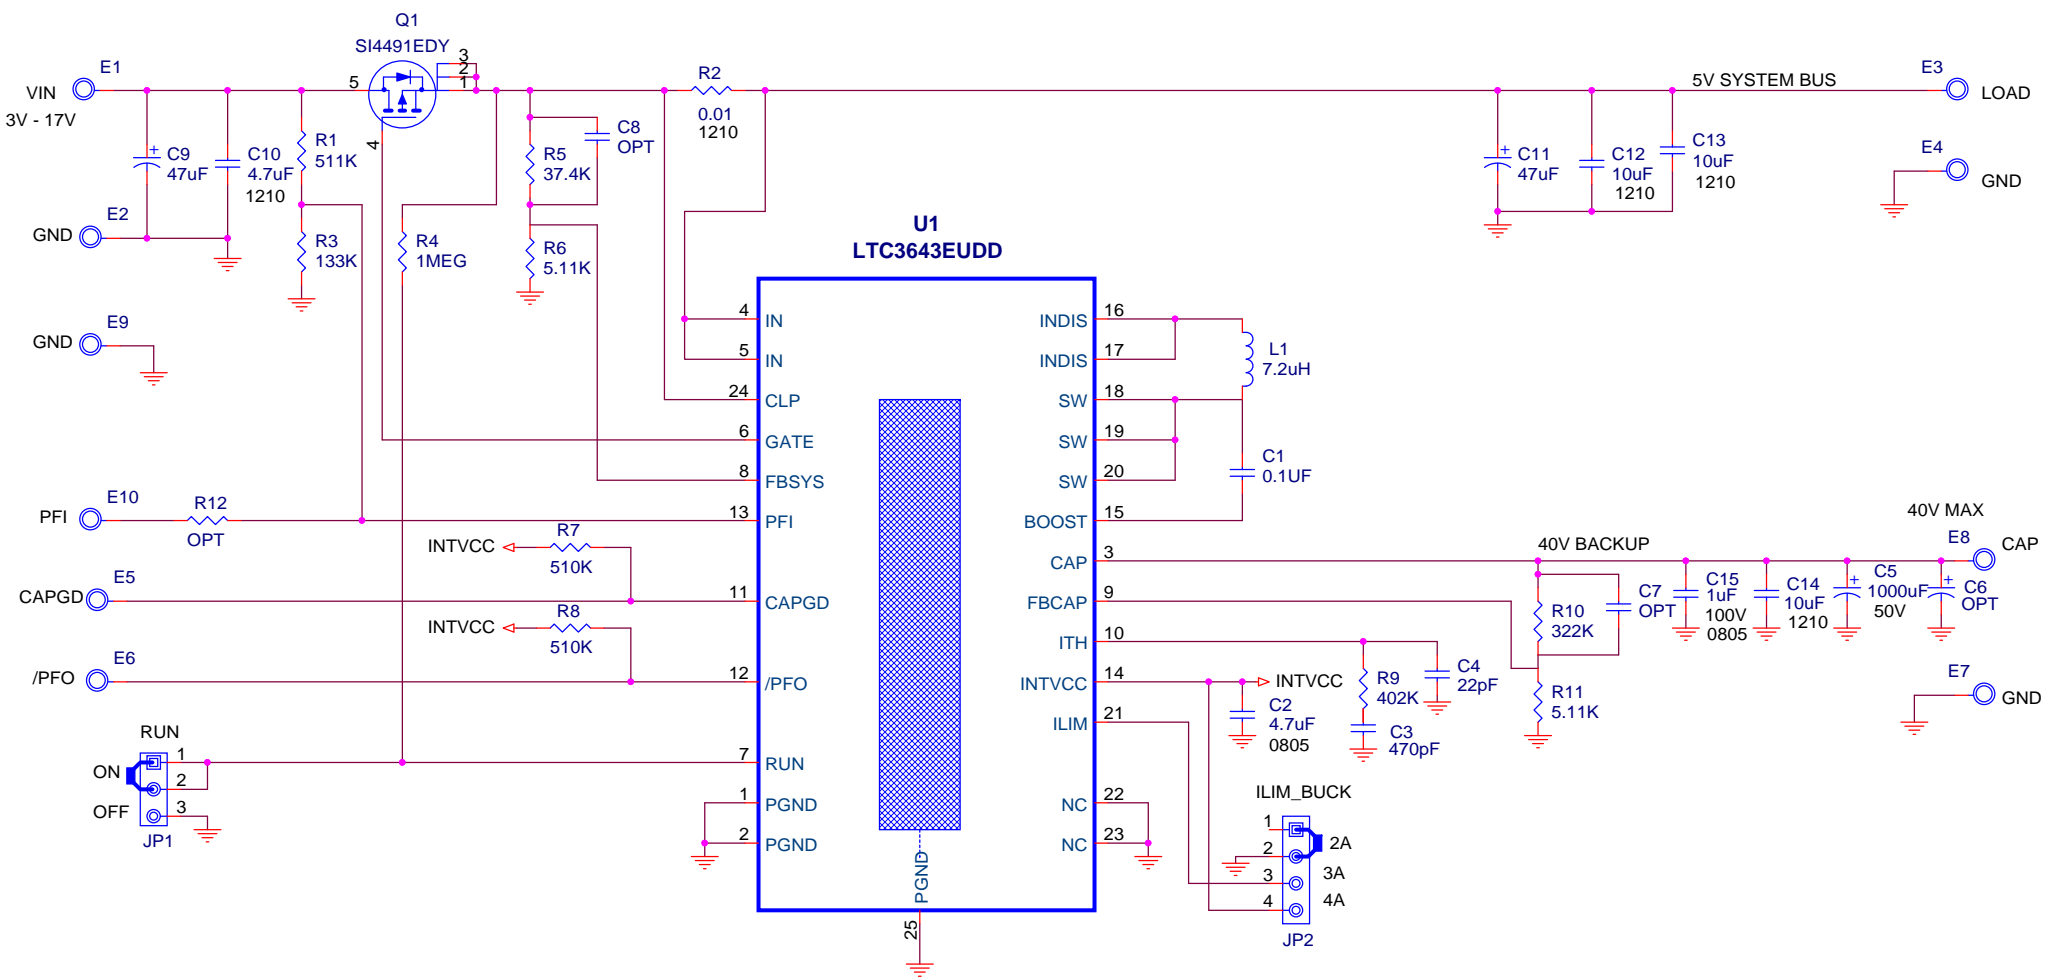 Q1
SI4491EDY
E1
VIN
3V - 17V
5
3
2
1
4
R2
0.01
1210
5V SYSTEM BUS
E3
LOAD
C9
47uF
C10
4.7uF
1210
R1
511K
R5
37.4K
C8
OPT
C11
47uF
C12
10uF
1210
C13
10uF
1210
E4
GND
E2
GND
R3
133K
R4
1MEG
R6
5.11K
U1
LTC3643EUDD
E9
GND
4
IN
5
IN
24
CLP
6
GATE
8
FBSYS
13
PFI
11
CAPGD
12
/PFO
7
RUN
1
PGND
2
PGND
PGND
25
INDIS
16
INDIS
17
SW
18
SW
19
SW
20
BOOST
15
CAP
3
FBCAP
9
ITH
10
INTVCC
14
ILIM
21
NC
22
NC
23
L1
7.2uH
C1
0.1UF
E10
PFI
R12
OPT
INTVCC
R7
510K
E5
CAPGD
INTVCC
R8
510K
E6
/PFO
RUN
ON
OFF
1
2
3
JP1
40V MAX
40V BACKUP
E8
CAP
R10
322K
C7
OPT
C15
1uF
100V
0805
C14
10uF
1210
C5
1000uF
50V
C6
OPT
R11
5.11K
E7
GND
INTVCC
C2
4.7uF
0805
R9
402K
C3
470pF
C4
22pF
ILIM_BUCK
1
2
3
4
2A
3A
4A
JP2